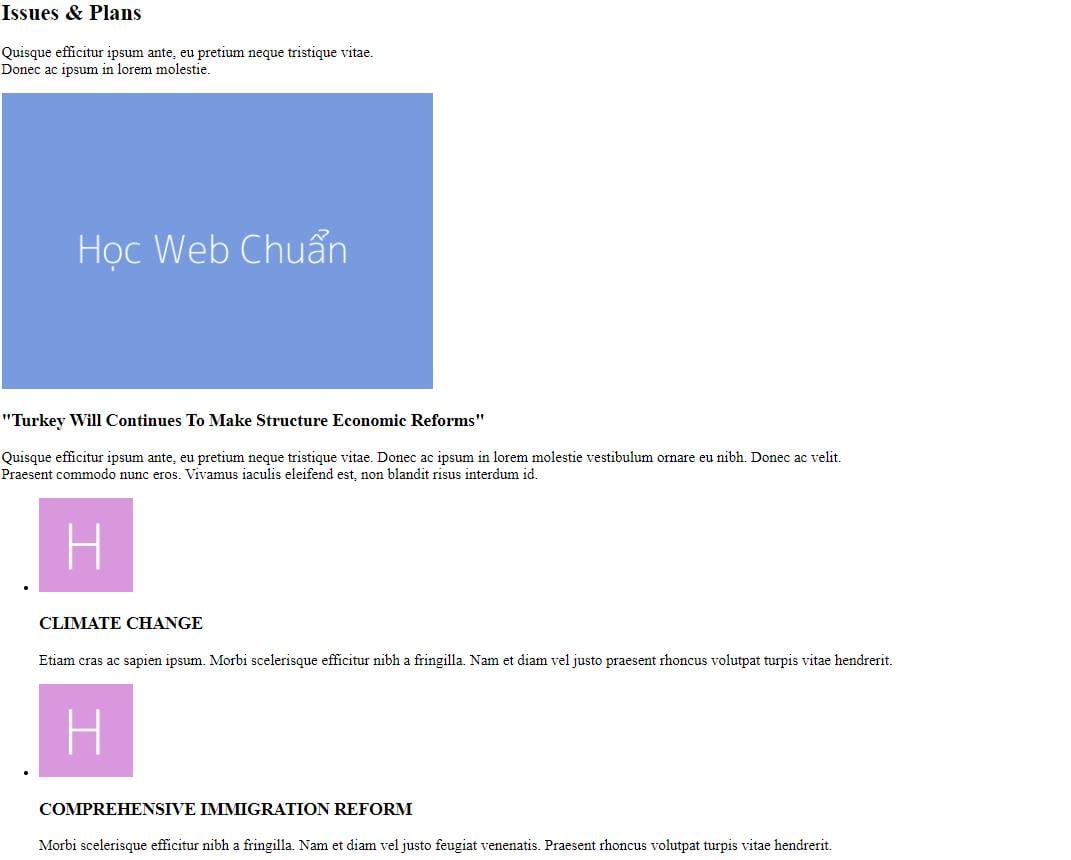 Issues & Plans
Quisque efficitur ipsum ante, eu pretium neque tristique vitae.
Donec ac ipsum in lorem molestie.
Học Web Chuẩn
"Turkey Will Continues To Make Structure Economic Reforms"
Quisque efficitur ipsum ante, eu pretium neque tristique vitae. Donec ac ipsum in lorem molestie vestibulum ornare eu nibh. Donec ac velit.
Praesent commodo nunc eros. Vivamus iaculis eleifend est, non blandit risus interdum id.
H
CLIMATE CHANGE
Etiam cras ac sapien ipsum. Morbi scelerisque efficitur nibh a fringilla. Nam et diam vel justo praesent rhoncus volutpat turpis vitae hendrerit.
H
COMPREHENSIVE IMMIGRATION REFORM
Morbi scelerisque efficitur nibh a fringilla. Nam et diam vel justo feugiat venenatis. Praesent rhoncus volutpat turpis vitae hendrerit.